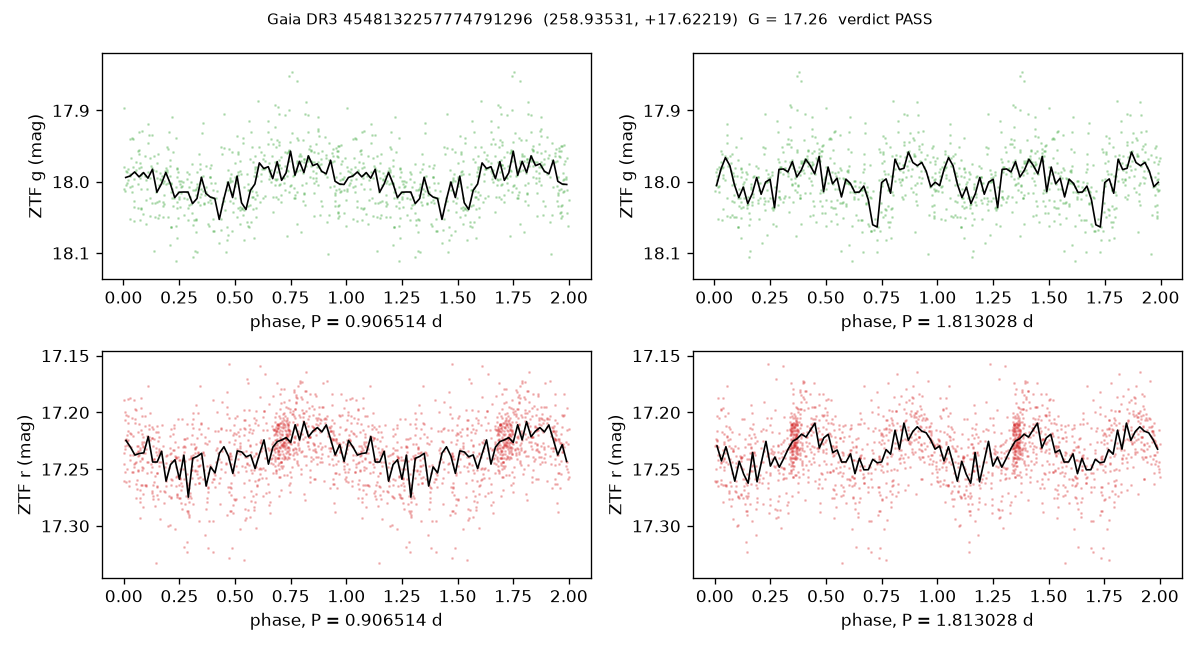 Gaia DR3 4548132257774791296 (258.93531, +17.62219) G = 17.26 verdict PASS
ZTF g (mag)
17.9
18.0
18.1
0.00 0.25 0.50 0.75 1.00 1.25 1.50 1.75 2.00
phase, P = 0.906514 d
ZTF g (mag)
17.9
18.0
18.1
0.00 0.25 0.50 0.75 1.00 1.25 1.50 1.75 2.00
phase, P = 1.813028 d
ZTF r (mag)
17.15
17.20
17.25
17.30
0.00 0.25 0.50 0.75 1.00 1.25 1.50 1.75 2.00
phase, P = 0.906514 d
ZTF r (mag)
17.15
17.20
17.25
17.30
0.00 0.25 0.50 0.75 1.00 1.25 1.50 1.75 2.00
phase, P = 1.813028 d